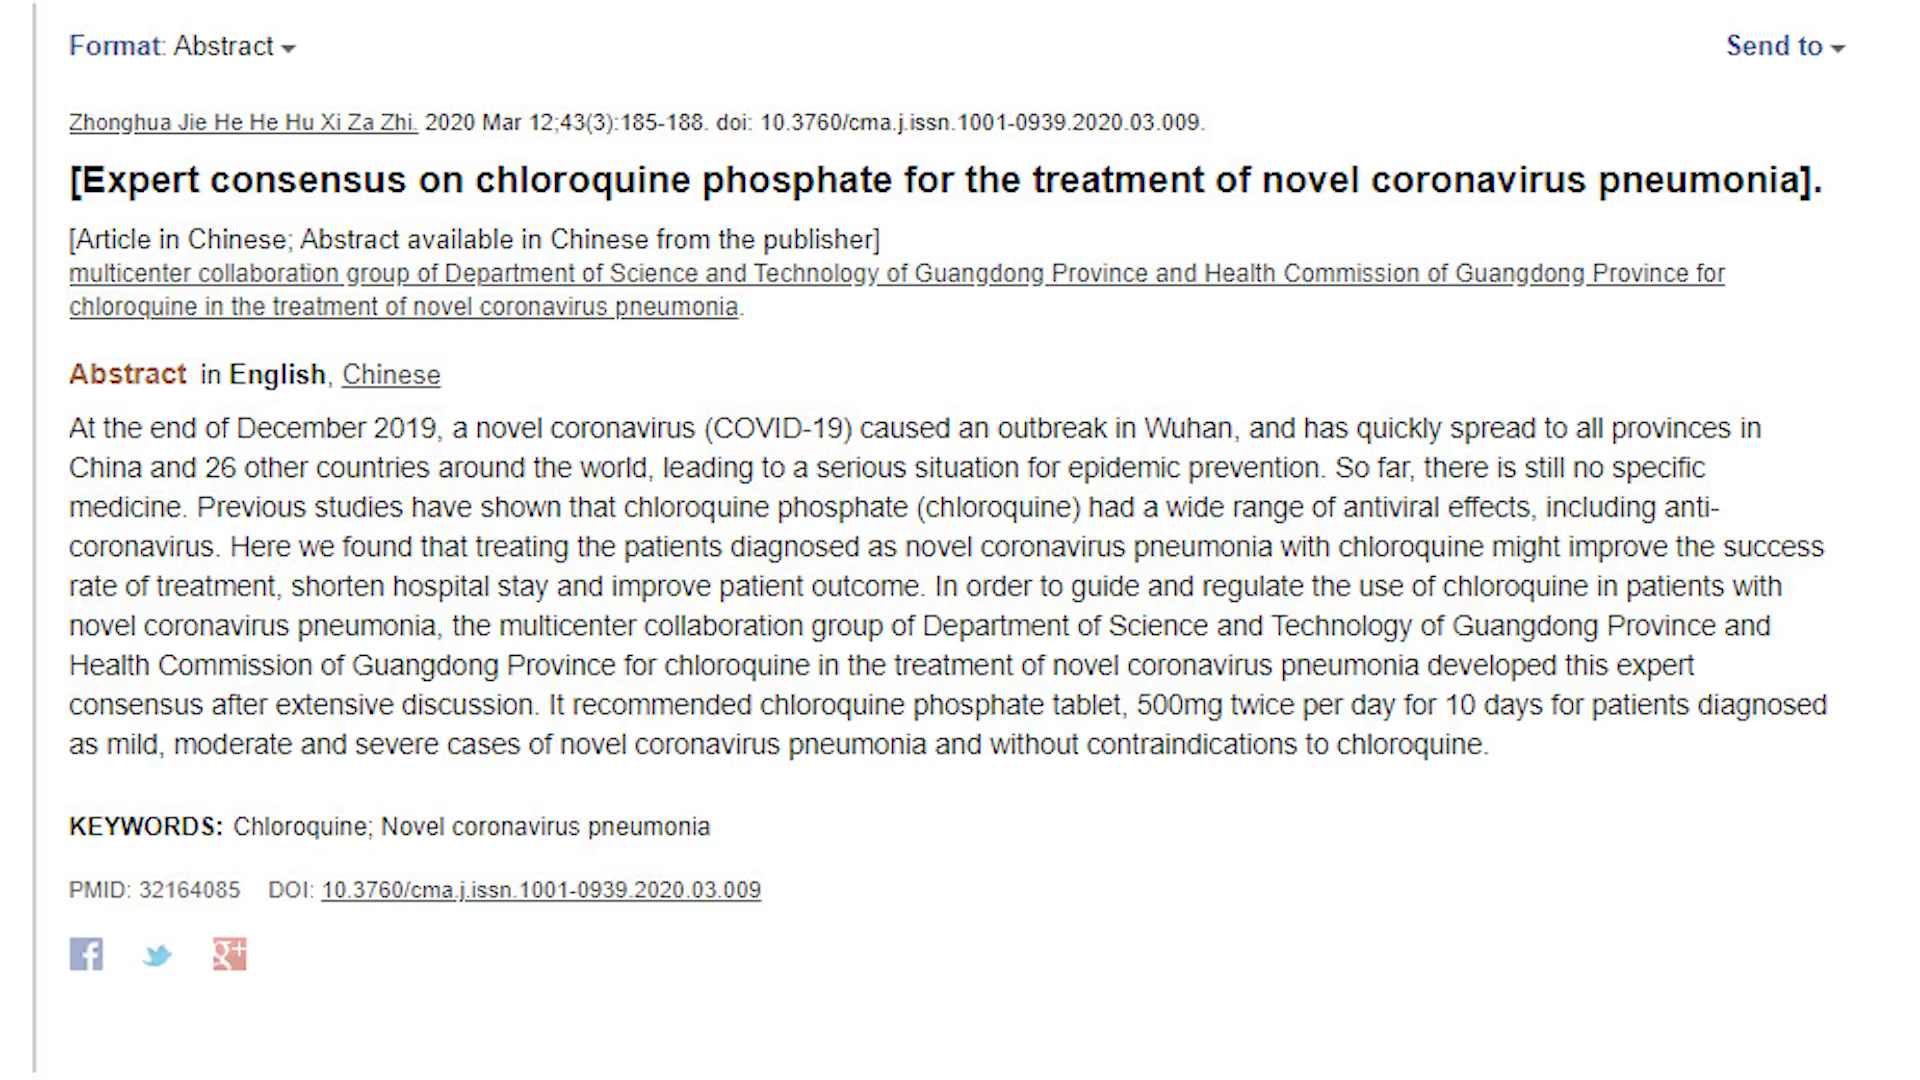 Format: Abstract
Send to
Zhonghua Jie He He Hu Xi Za Zhi. 2020 Mar 12;43(3):185-188. doi: 10.3760/cma.j.issn.1001-0939.2020.03.009.
[Expert consensus on chloroquine phosphate for the treatment of novel coronavirus pneumonia].
[Article in Chinese; Abstract available in Chinese from the publisher]
multicenter collaboration group of Department of Science and Technology of Guangdong Province and Health Commission of Guangdong Province for
chloroquine in the treatment of novel coronavirus pneumonia.
Abstract in English, Chinese
At the end of December 2019, a novel coronavirus (COVID-19) caused an outbreak in Wuhan, and has quickly spread to all provinces in
China and 26 other countries around the world, leading to a serious situation for epidemic prevention. So far, there is still no specific
medicine. Previous studies have shown that chloroquine phosphate (chloroquine) had a wide range of antiviral effects, including anti-
coronavirus. Here we found that treating the patients diagnosed as novel coronavirus pneumonia with chloroquine might improve the success
rate of treatment, shorten hospital stay and improve patient outcome. In order to guide and regulate the use of chloroquine in patients with
novel coronavirus pneumonia, the multicenter collaboration group of Department of Science and Technology of Guangdong Province and
Health Commission of Guangdong Province for chloroquine in the treatment of novel coronavirus pneumonia developed this expert
consensus after extensive discussion. It recommended chloroquine phosphate tablet, 500mg twice per day for 10 days for patients diagnosed
as mild, moderate and severe cases of novel coronavirus pneumonia and without contraindications to chloroquine.
KEYWORDS: Chloroquine; Novel coronavirus pneumonia
PMID: 32164085 DOI: 10.3760/cma.j.issn.1001-0939.2020.03.009
f g+